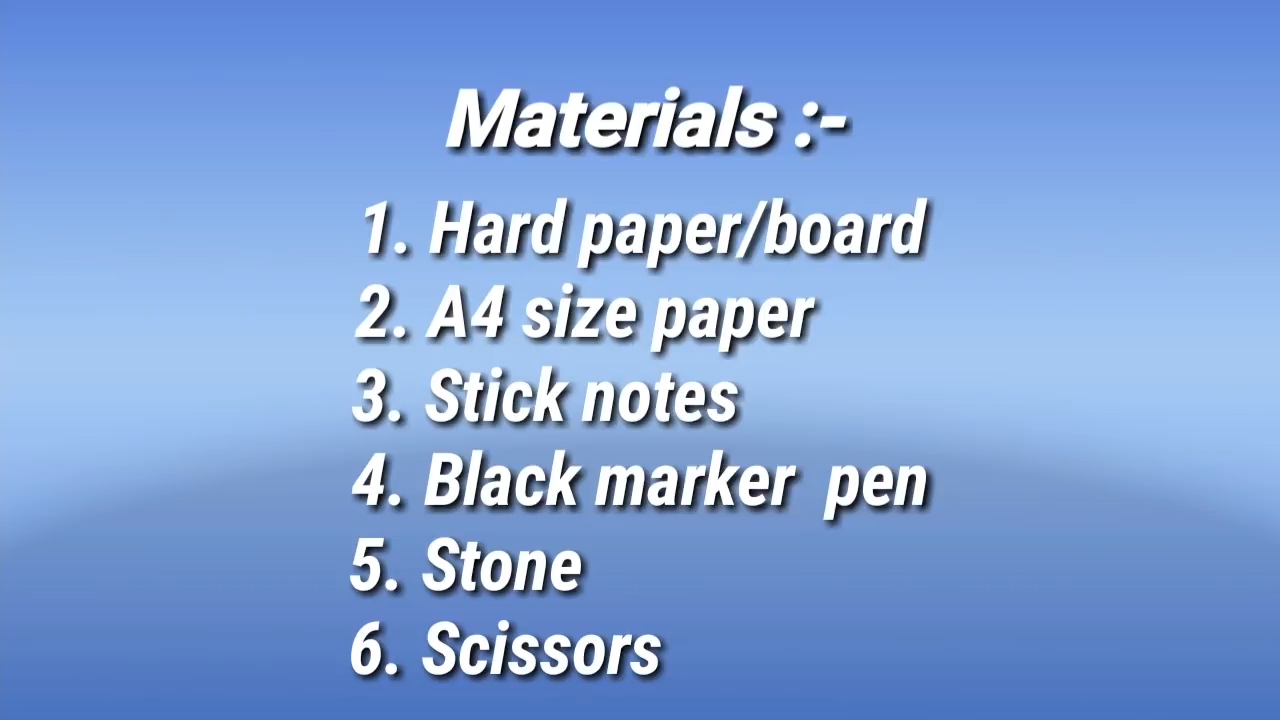 Materials :-
1. Hard paper/board
2. A4 size paper
3. Stick notes
4. Black marker pen
5. Stone
6. Scissors